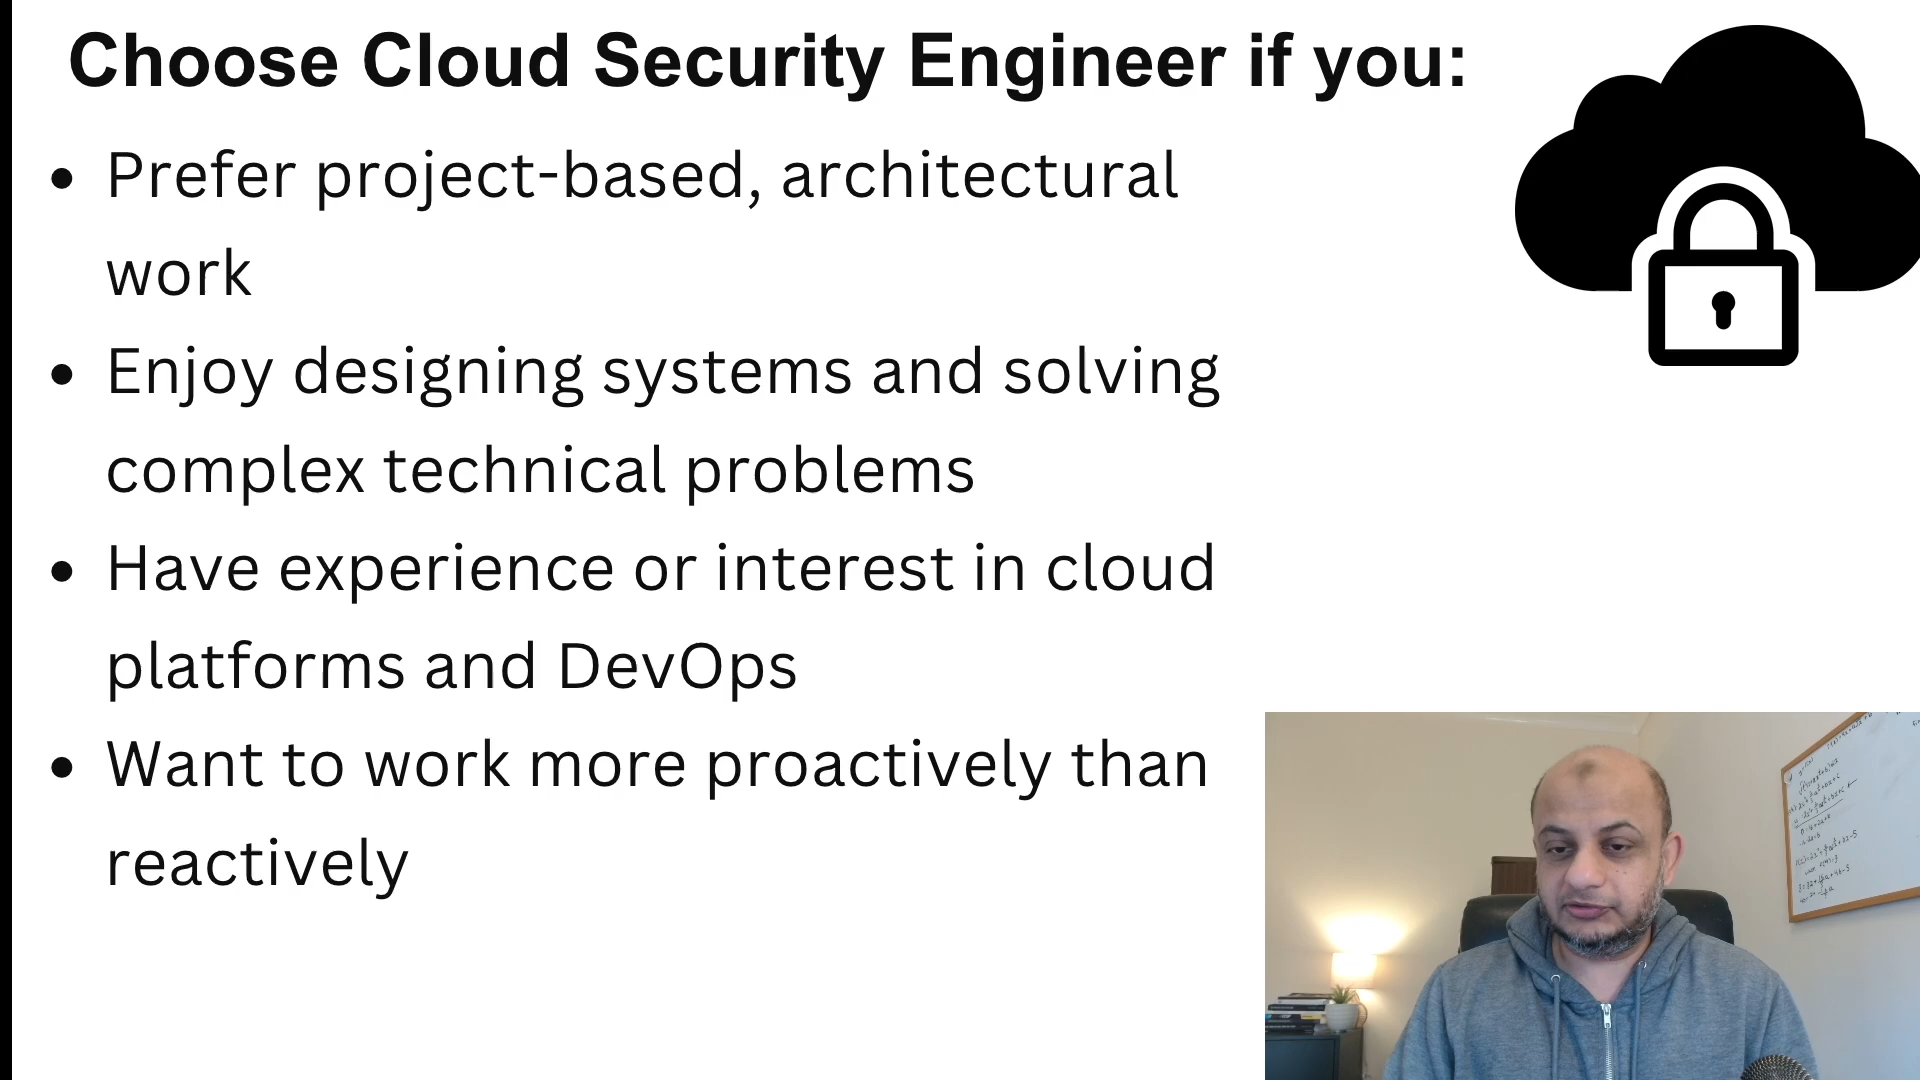 Choose Cloud Security Engineer if you:
• Prefer project-based, architectural
work
• Enjoy designing systems and solving
complex technical problems
• Have experience or interest in cloud
platforms and DevOps
• Want to work more proactively than
reactively